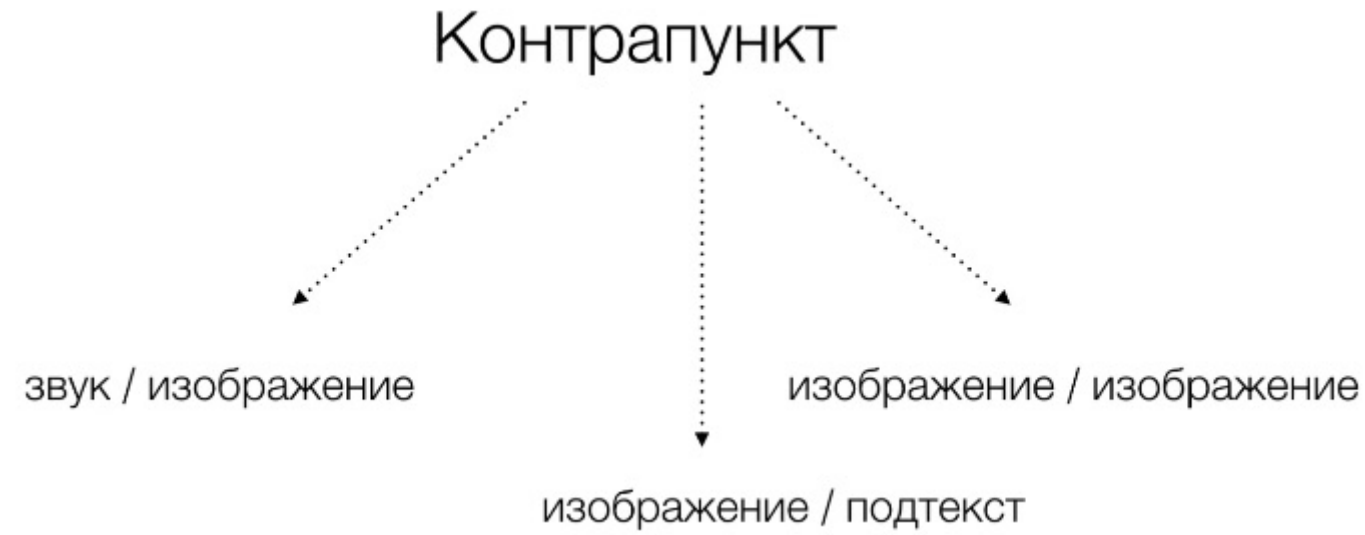 Контрапункт
звук / изображение
изображение / изображение
изображение / подтекст